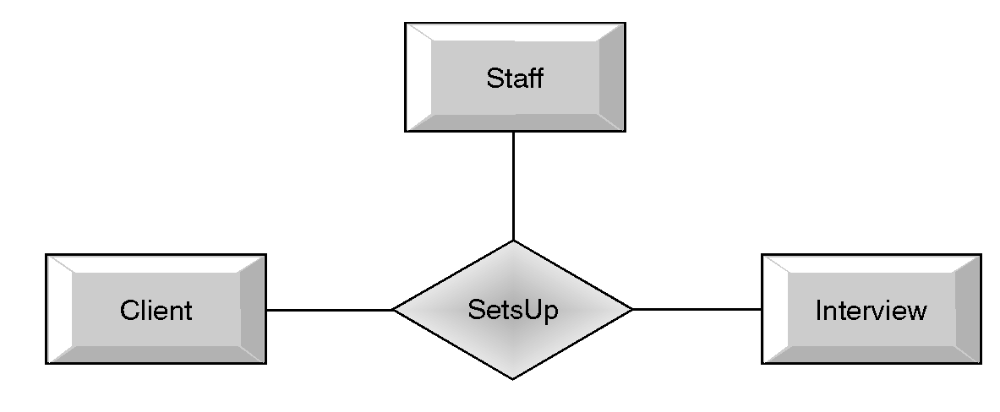 Staff
Client
SetsUp
Interview